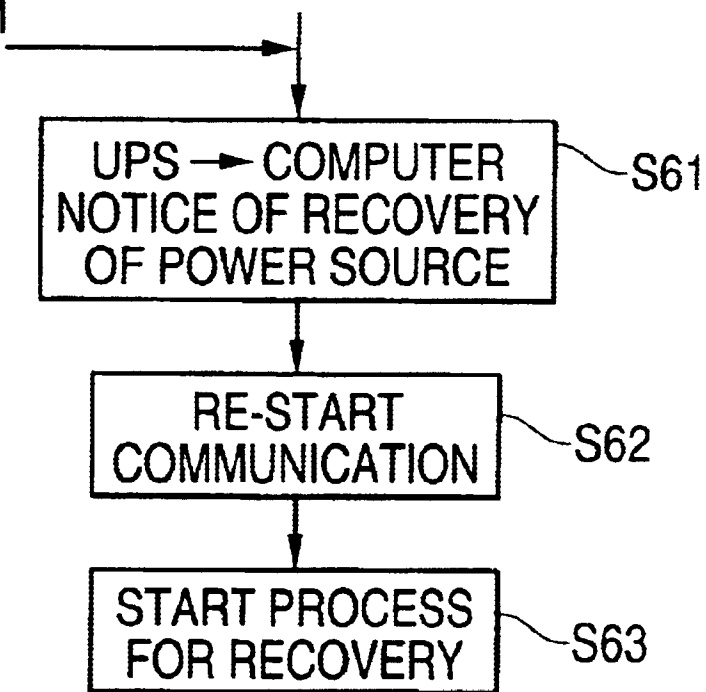 UPS → COMPUTER
NOTICE OF RECOVERY
OF POWER SOURCE
S61
RE-START
COMMUNICATION
S62
START PROCESS
FOR RECOVERY
S63